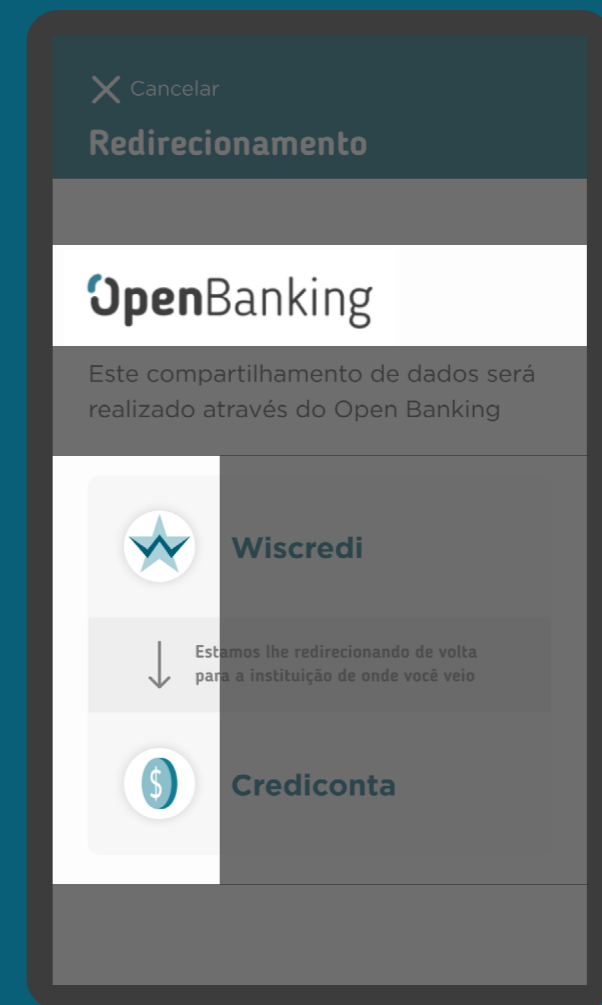 Cancelar
Redirecionamento
OpenBanking
Este compartilhamento de dados será
realizado através do Open Banking
Wiscredi
Estamos lhe redirecionando de volta
para a instituição de onde você veio
$
Crediconta